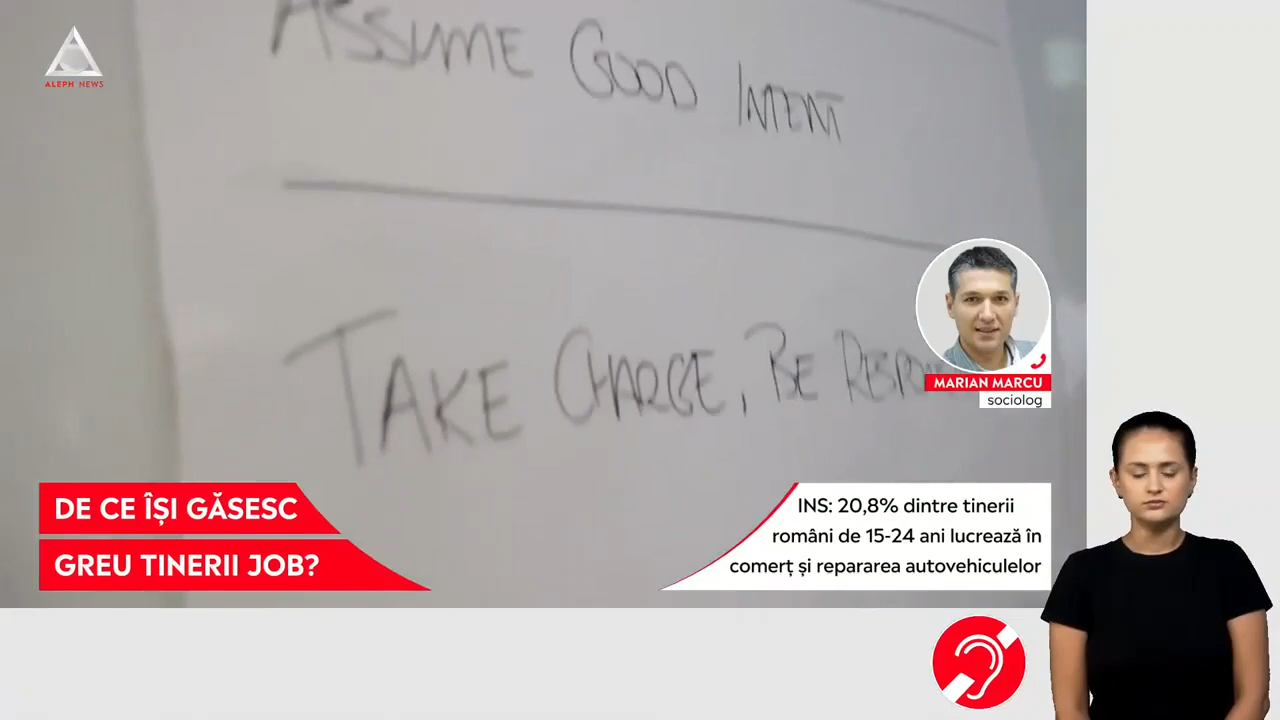 ALEPH NEWS
ASSUME GOOD INTENT
TAKE CHARGE, BE
MARIAN MARCU
sociolog
DE CE ÎȘI GĂSESC
GREU TINERII JOB?
INS: 20,8% dintre tinerii
români de 15-24 ani lucrează în
comerț și repararea autovehiculelor